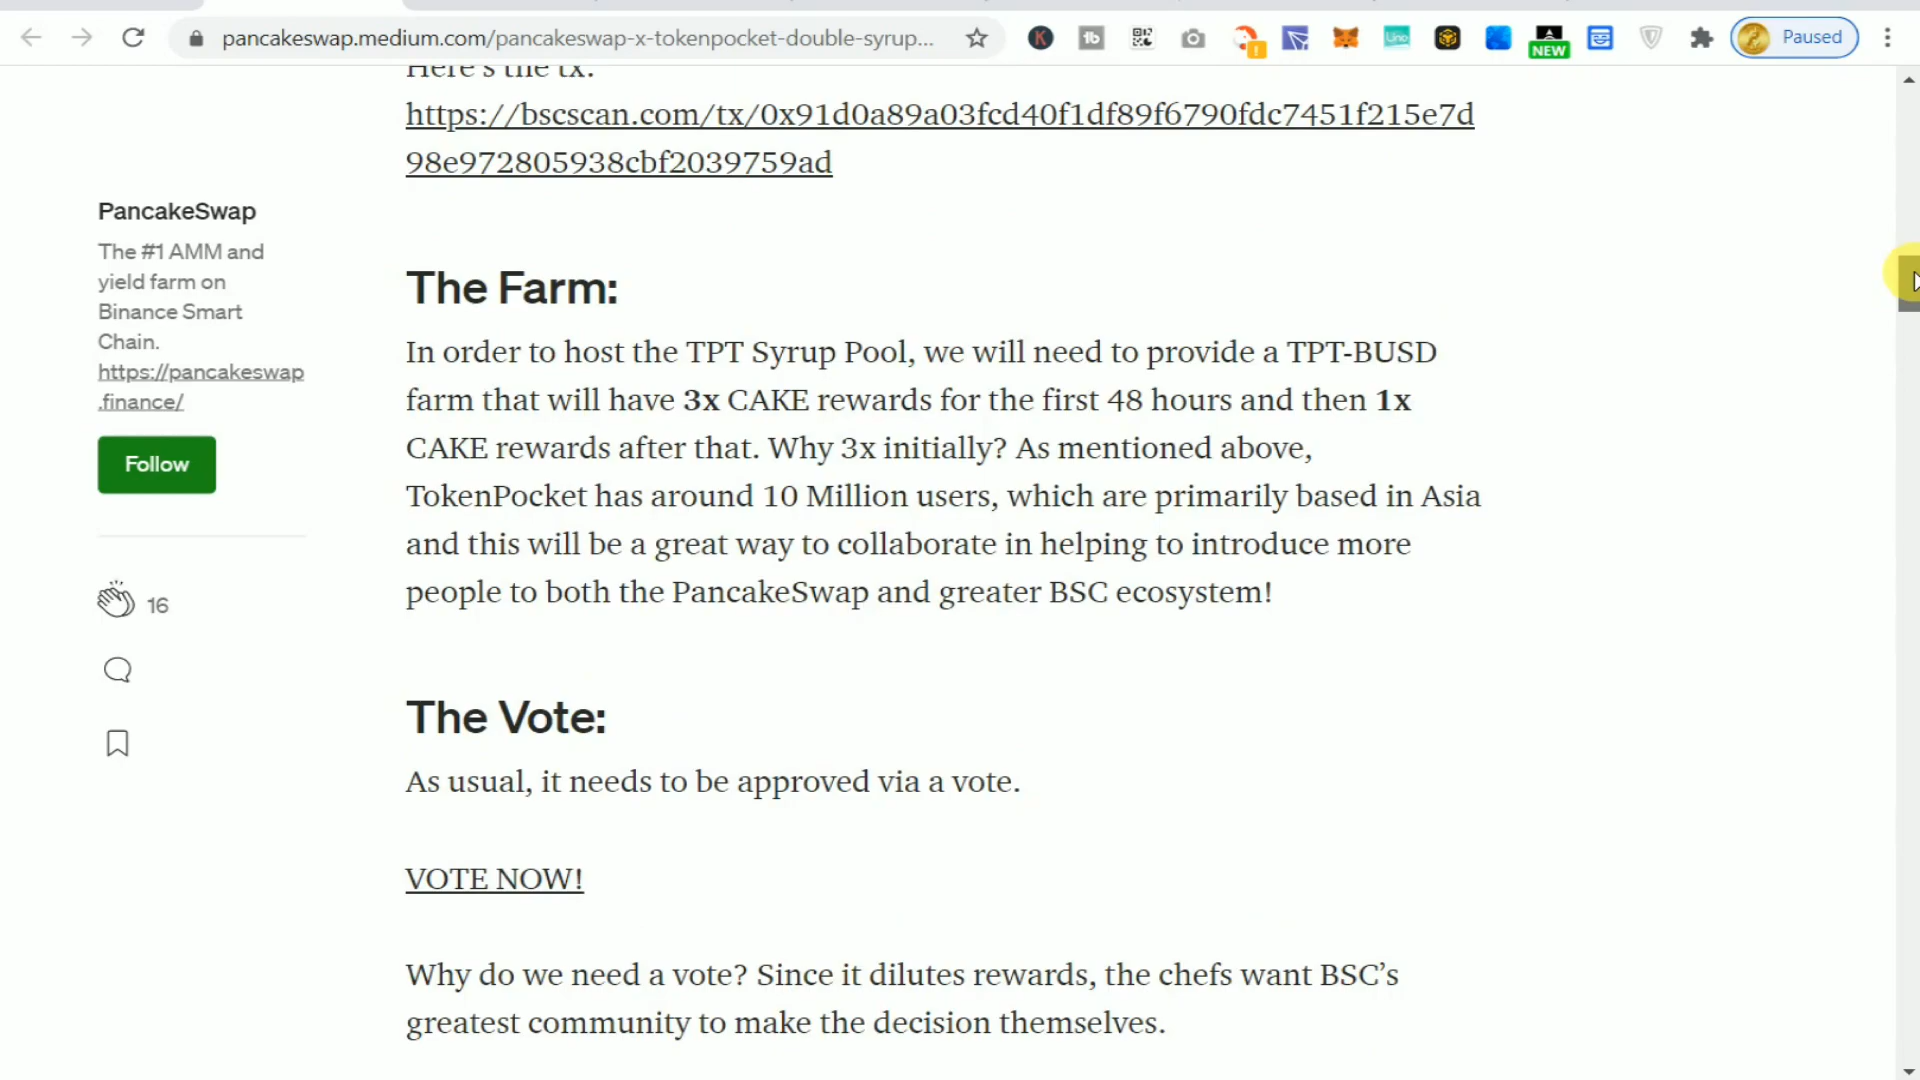 pancakeswap.medium.com/pancakeswap-x-tokenpocket-double-syrup...
K
tb
Uno
NEW
Paused
Here's the tx:
https://bscscan.com/tx/0x91d0a89a03fcd40f1df89f6790fdc7451f215e7d
98e972805938cbf2039759ad
PancakeSwap
The #1 AMM and
yield farm on
Binance Smart
Chain.
https://pancakeswap
.finance/
Follow
16
The Farm:
In order to host the TPT Syrup Pool, we will need to provide a TPT-BUSD
farm that will have 3x CAKE rewards for the first 48 hours and then 1x
CAKE rewards after that. Why 3x initially? As mentioned above,
TokenPocket has around 10 Million users, which are primarily based in Asia
and this will be a great way to collaborate in helping to introduce more
people to both the PancakeSwap and greater BSC ecosystem!
The Vote:
As usual, it needs to be approved via a vote.
VOTE NOW!
Why do we need a vote? Since it dilutes rewards, the chefs want BSC’s
greatest community to make the decision themselves.